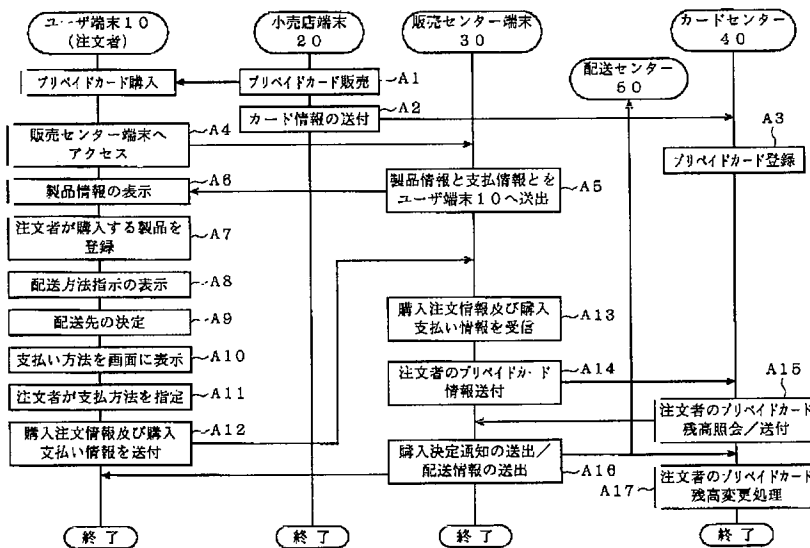 ユーザ端末10
(注文者)
小売店端末
20
販売センター端末
30
カードセンター
40
配送センター
50
プリペイドカード購入
プリペイドカード販売
A1
カード情報の送付
A2
A3
プリペイドカード登録
販売センター端末へ
アクセス
A4
製品情報と支払情報とを
ユーザ端末10へ送出
A5
製品情報の表示
A6
注文者が購入する製品を
登録
A7
配送方法指示の表示
A8
配送先の決定
A9
支払い方法を画面に表示
A10
注文者が支払方法を指定
A11
購入注文情報及び購入
支払い情報を送付
A12
購入注文情報及び購入
支払い情報を受信
A13
注文者のプリペイドカード
情報送付
A14
A15
注文者のプリペイドカード
残高照会/送付
購入決定通知の送出/
配送情報の送出
A16
A17
注文者のプリペイドカード
残高変更処理
終了
終了
終了
終了